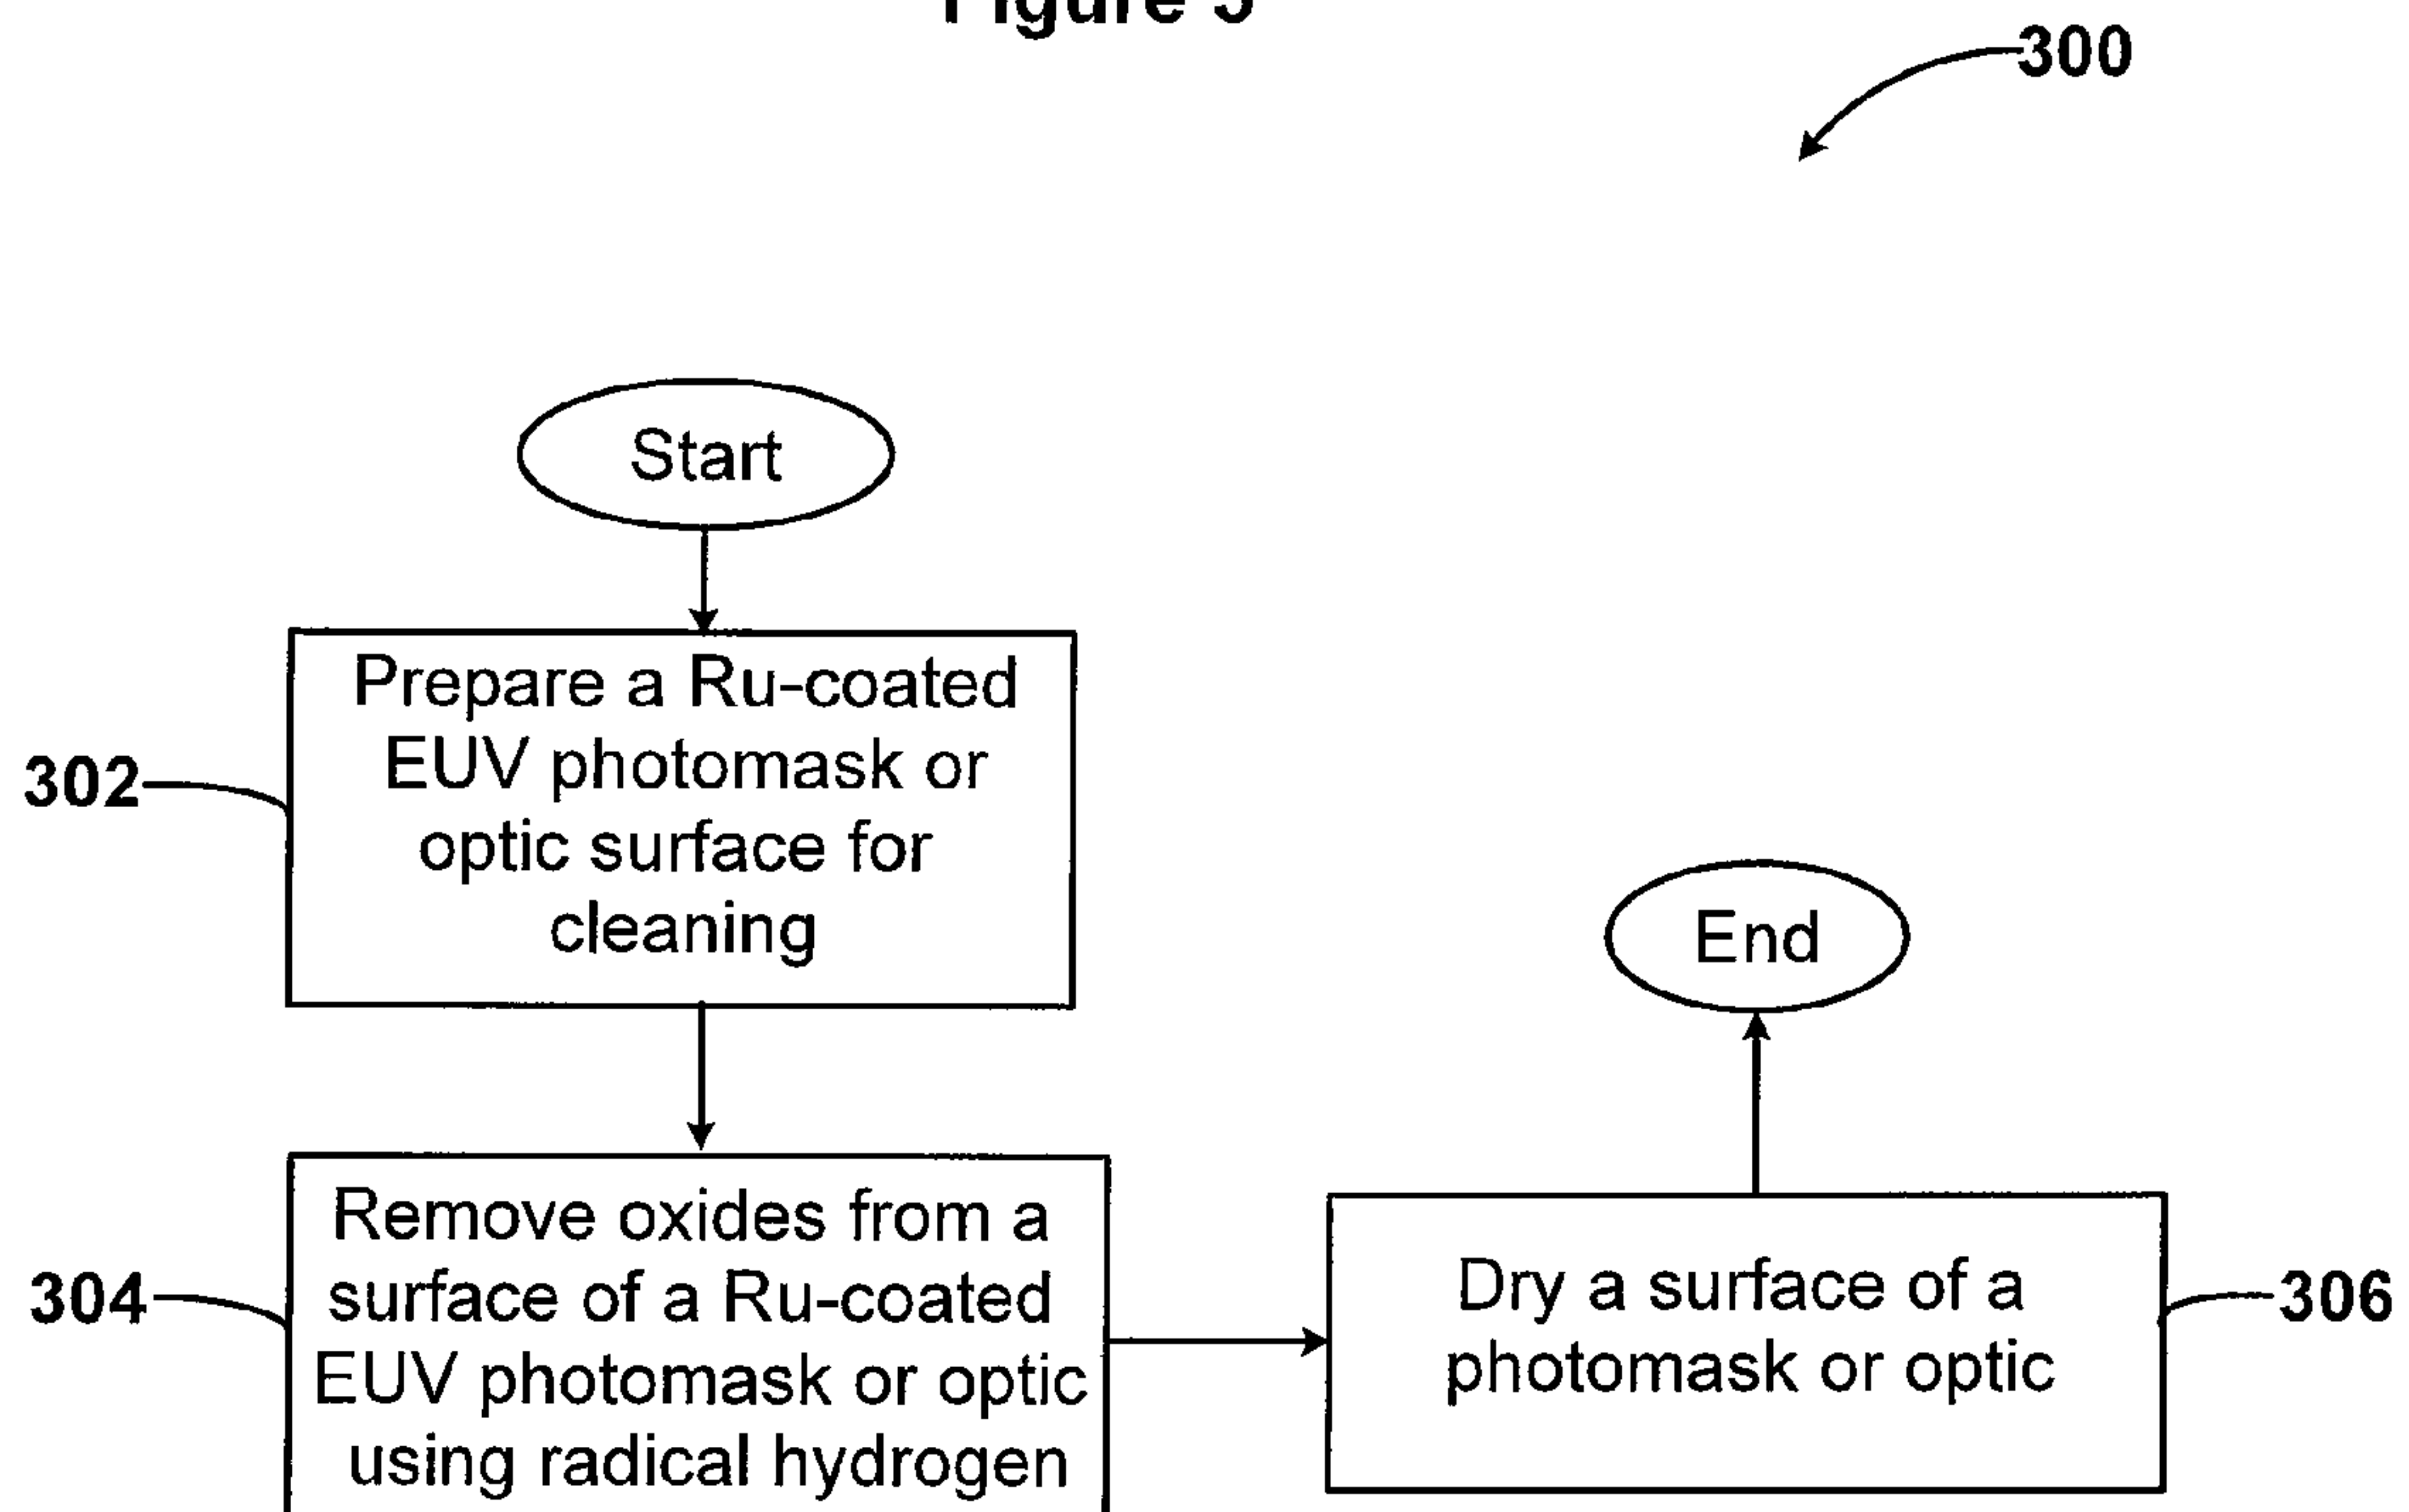 300
Start
Prepare a Ru-coated
EUV photomask or
optic surface for
cleaning
302
Remove oxides from a
surface of a Ru-coated
EUV photomask or optic
using radical hydrogen
304
Dry a surface of a
photomask or optic
306
End